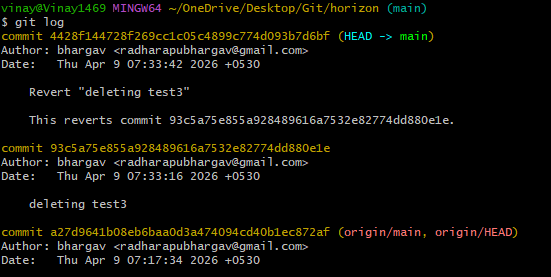 vinay@Vinay1469 MINGW64 ~/OneDrive/Desktop/Git/horizon (main)
$ git log
commit 4428f144728f269cc1c05c4899c774d093b7d6bf (HEAD -> main)
Author: bhargav <radharapubhargav@gmail.com>
Date:   Thu Apr 9 07:33:42 2026 +0530
    Revert "deleting test3"
    This reverts commit 93c5a75e855a928489616a7532e82774dd880e1e.
commit 93c5a75e855a928489616a7532e82774dd880e1e
Author: bhargav <radharapubhargav@gmail.com>
Date:   Thu Apr 9 07:33:16 2026 +0530
    deleting test3
commit a27d9641b08eb6baa0d3a474094cd40b1ec872af (origin/main, origin/HEAD)
Author: bhargav <radharapubhargav@gmail.com>
Date:   Thu Apr 9 07:17:34 2026 +0530